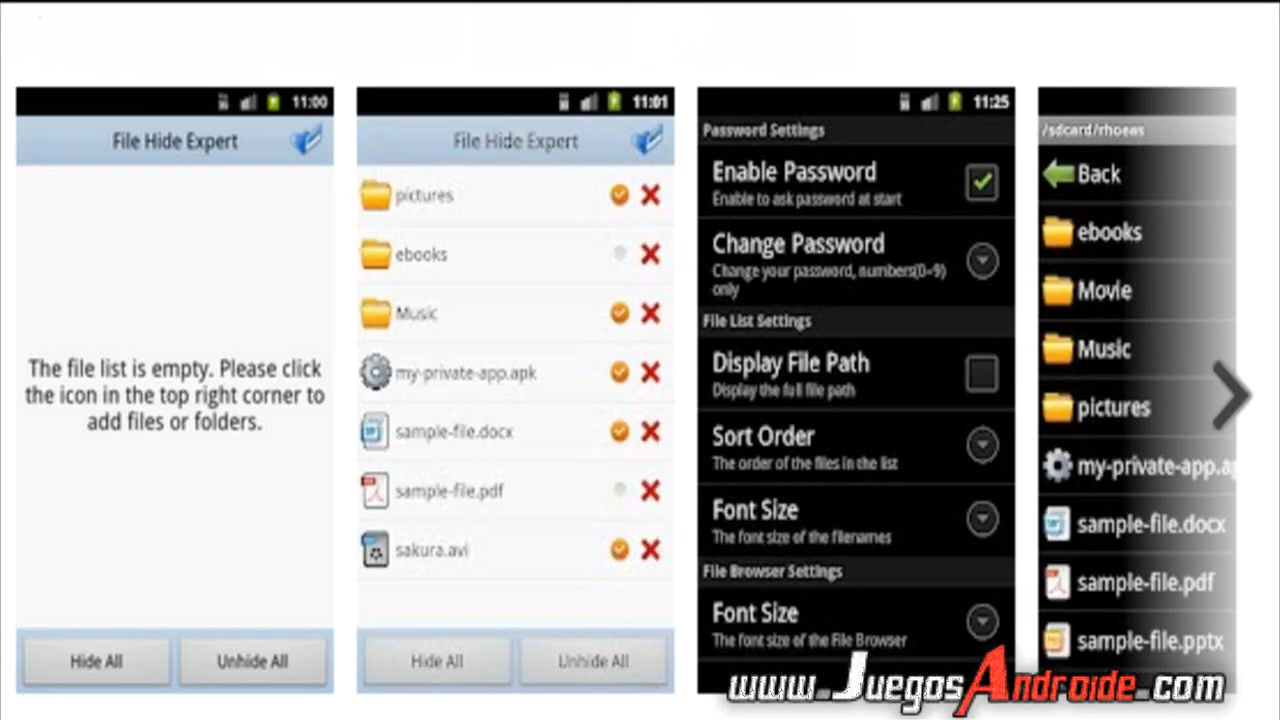 11:00
File Hide Expert
The file list is empty. Please click
the icon in the top right corner to
add files or folders.
Hide All
Unhide All
11:01
File Hide Expert
pictures
ebooks
Music
my-private-app.apk
sample-file.docx
sample-file.pdf
sakura.avi
Hide All
Unhide All
11:25
Password Settings
Enable Password
Enable to ask password at start
Change Password
Change your password, numbers(0~9)
only
File List Settings
Display File Path
Display the full file path
Sort Order
The order of the files in the list
Font Size
The font size of the filenames
File Browser Settings
Font Size
The font size of the File Browser
/sdcard/rhoews
Back
ebooks
Movie
Music
pictures
my-private-app.ap
sample-file.docx
sample-file.pdf
sample-file.pptx
www.JuegosAndroide.com